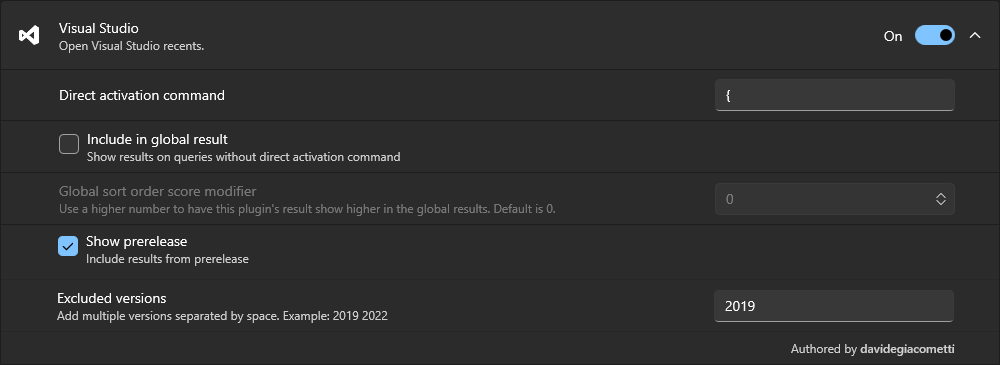 Visual Studio
Open Visual Studio recents.
On
Direct activation command
{
Include in global result
Show results on queries without direct activation command
Global sort order score modifier
Use a higher number to have this plugin's result show higher in the global results. Default is 0.
0
Show prerelease
Include results from prerelease
Excluded versions
Add multiple versions separated by space. Example: 2019 2022
2019
Authored by davidegiacometti